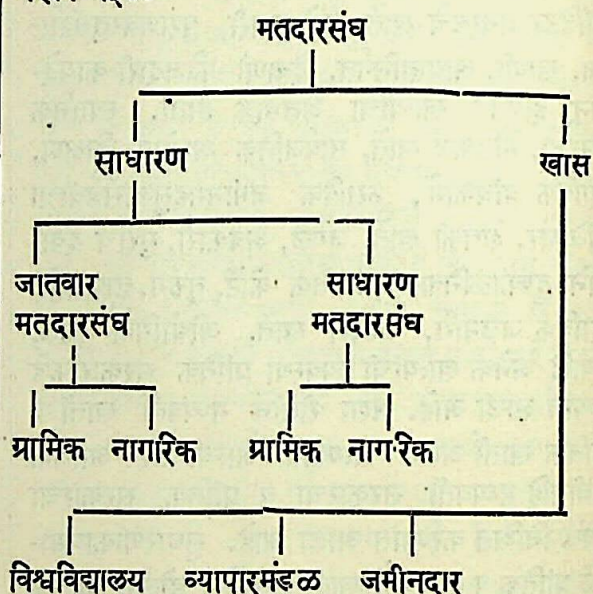 मतदारसंघ
साधारण खास
जातवार साधारण
मतदारसंघ मतदारसंघ
ग्रामिक नागरिक ग्रामिक नागरिक
विश्वविद्यालय व्यापारमंडळ जमीनदार